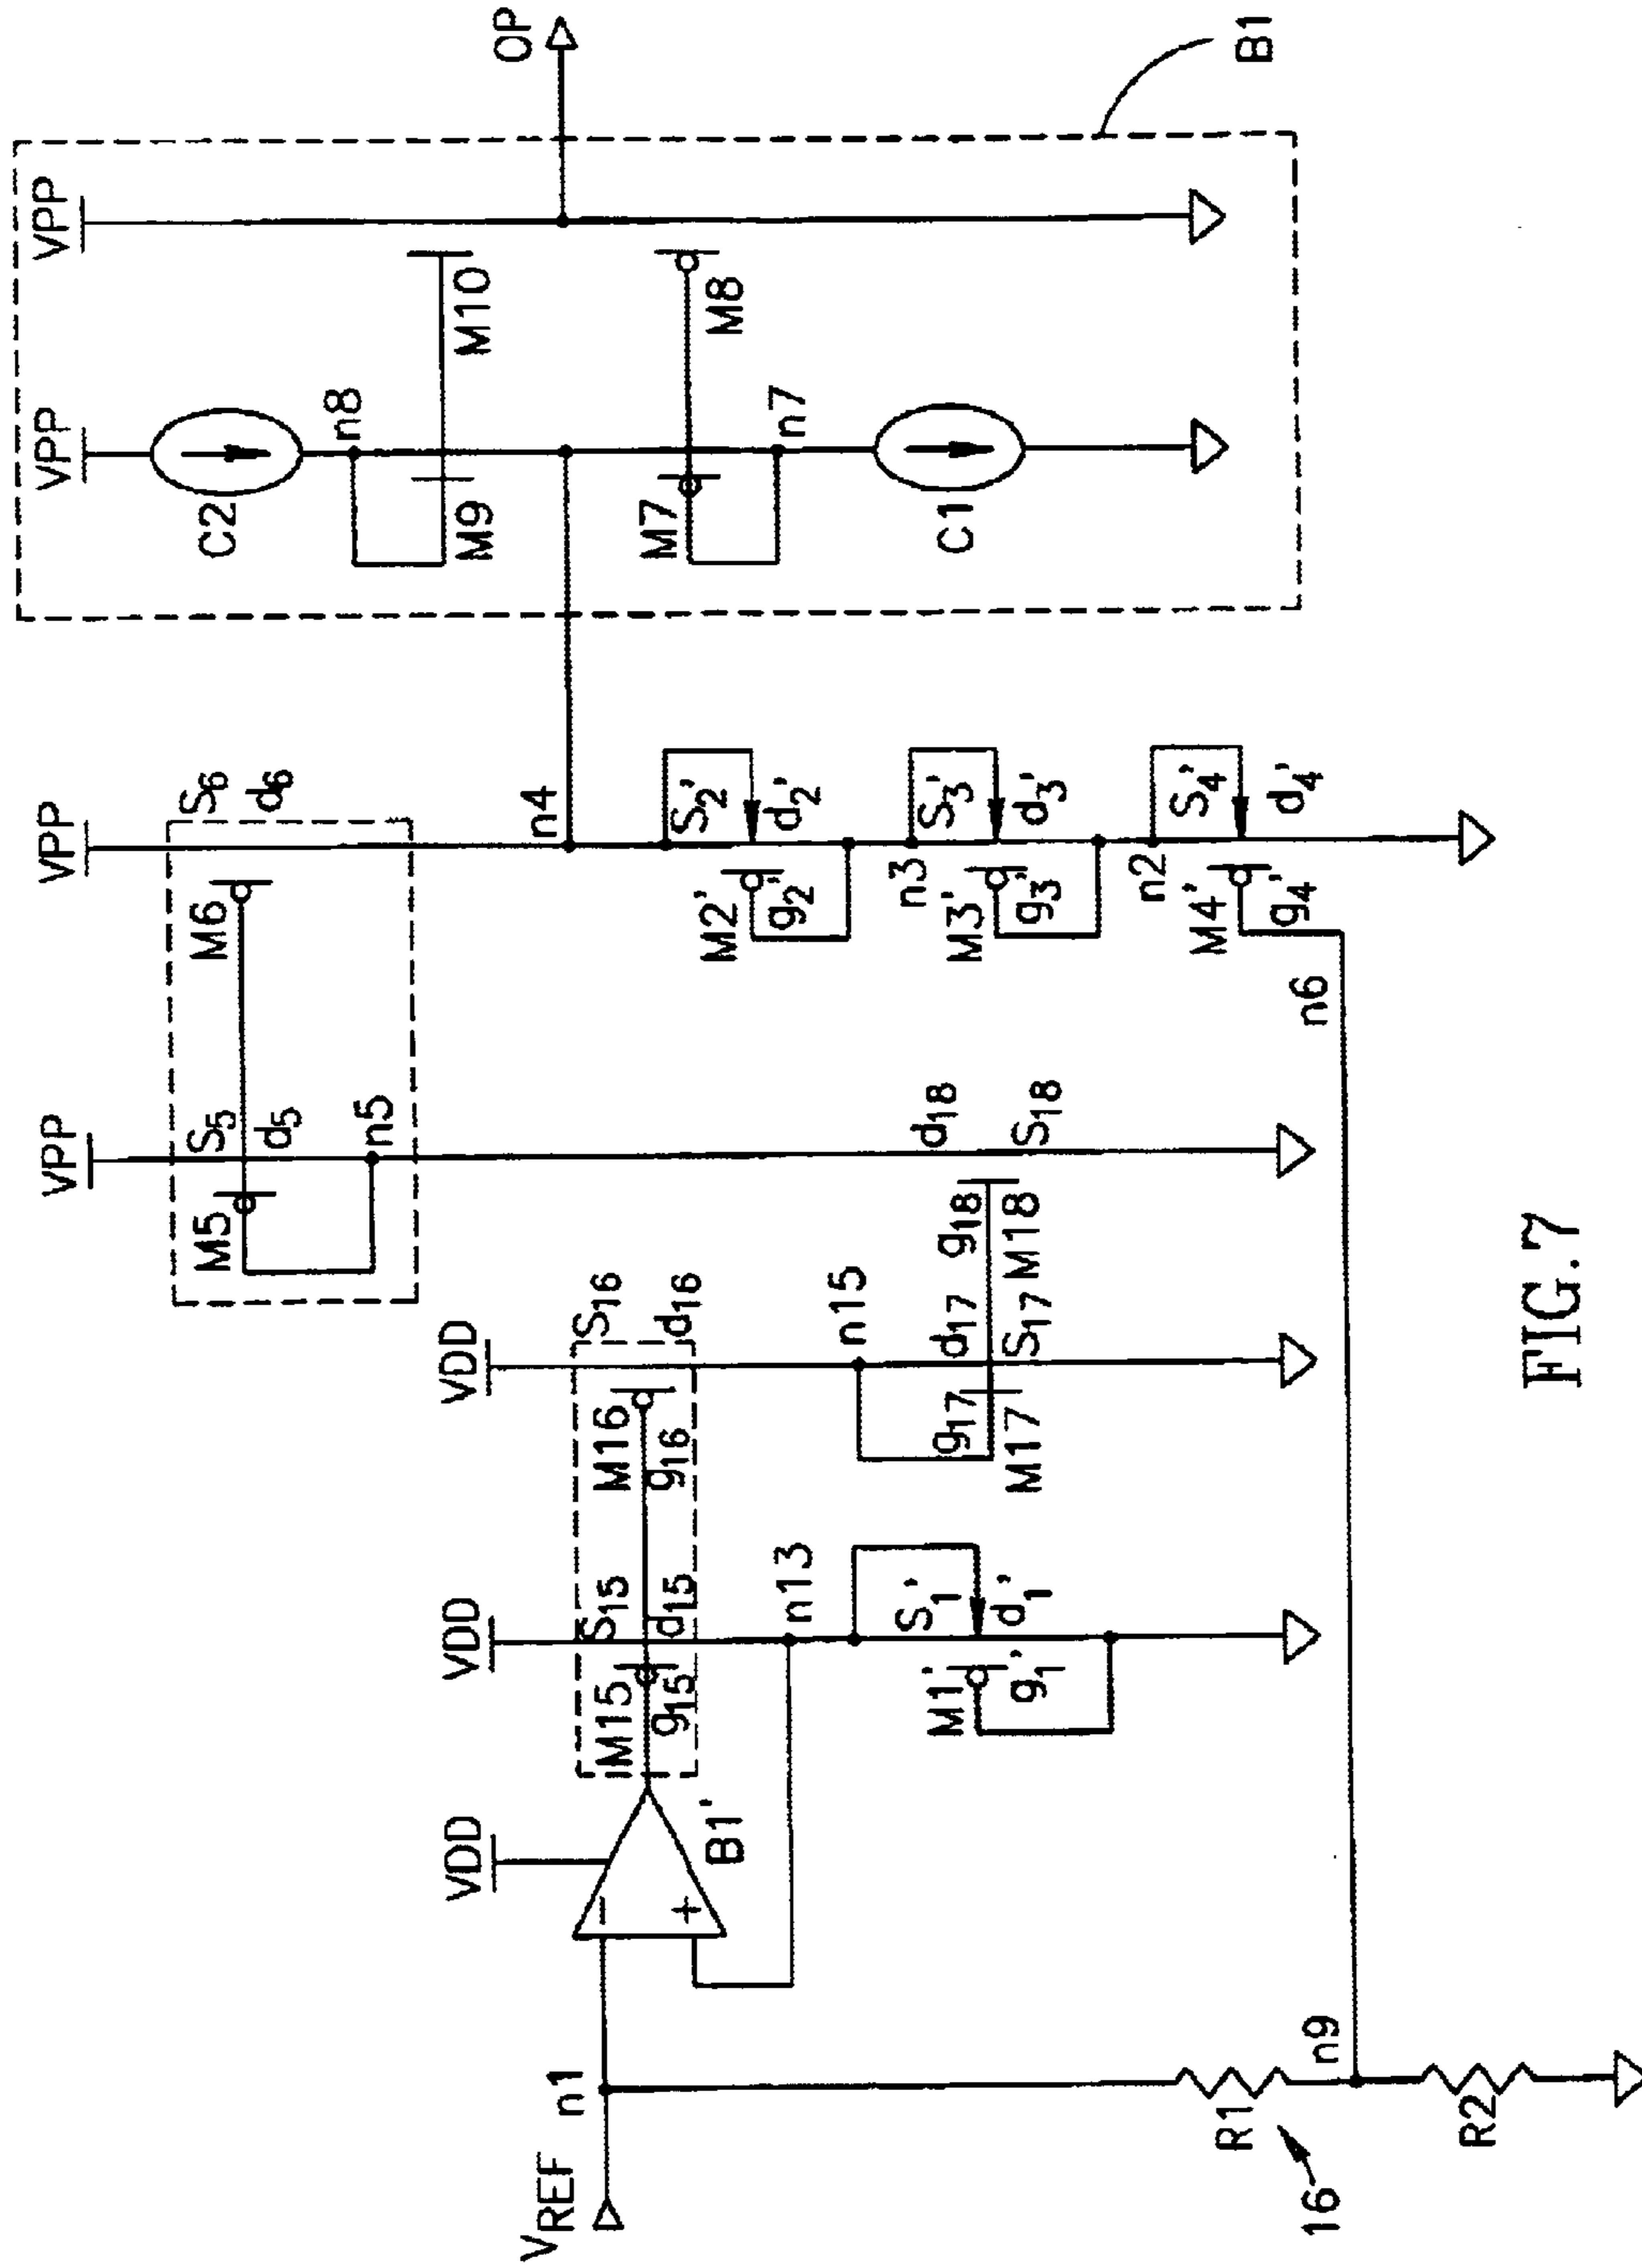 VPP
VPP
OP
C2
n8
M9
M10
M7
M8
n7
C1
B1
VPP
VPP
M5
S5
d5
n5
M6
S6
d6
n4
M2'
g2'
S2'
d2'
n3
M3'
g3'
S3'
d3'
n2
M4'
g4'
S4'
d4'
n6
VDD
VDD
VDD
B1'
−
+
M15
g15
S15
d15
M16
g16
S16
d16
n13
M1'
g1'
S1'
d1'
n15
g17
M17
d17
S17
g18
M18
d18
S18
VREF
n1
R1
16
n9
R2
FIG.7